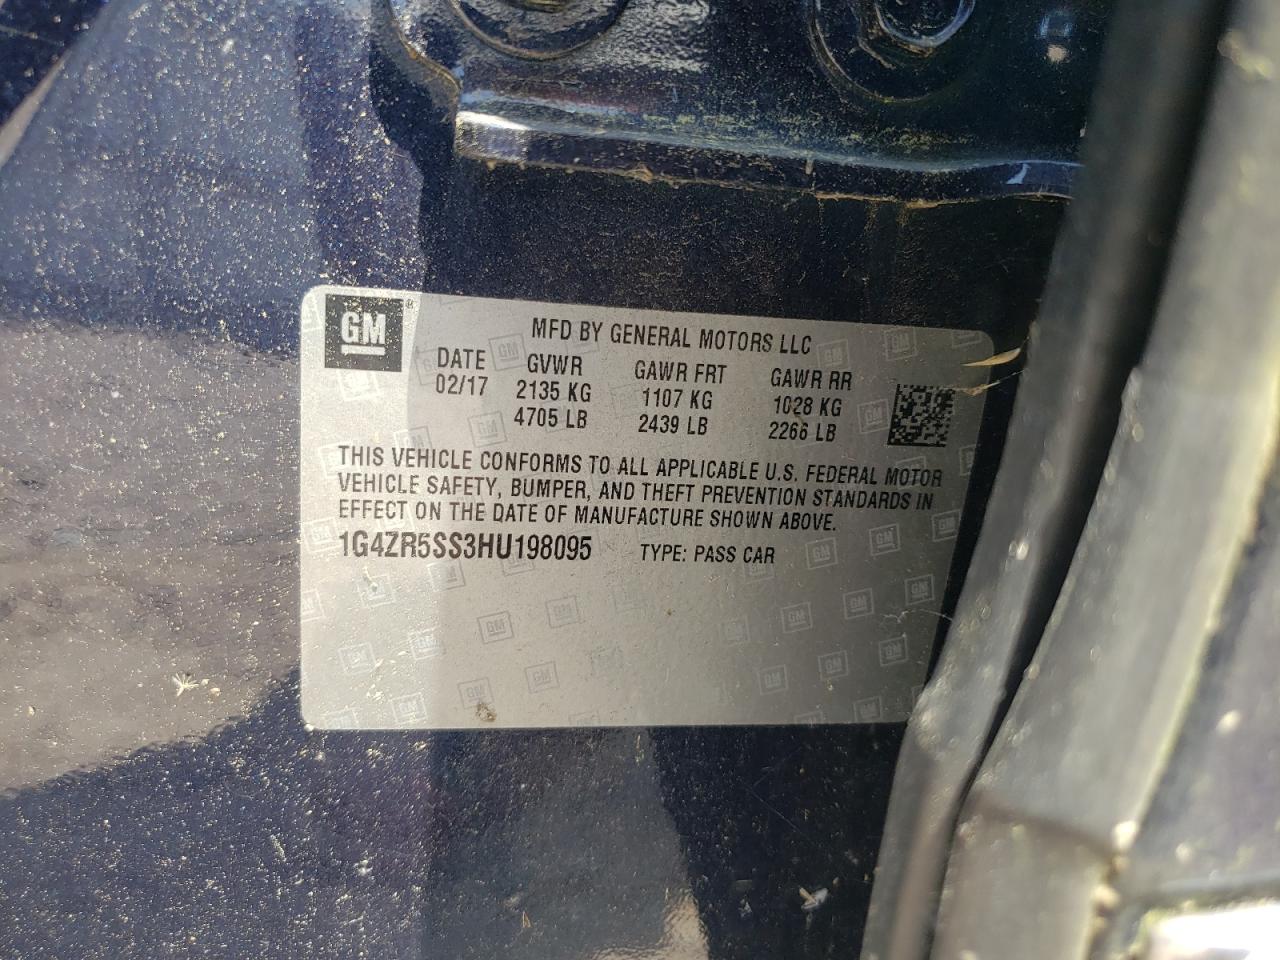 GM
MFD BY GENERAL MOTORS LLC
DATE GVWR GAWR FRT GAWR RR
02/17 2135 KG 1107 KG 1028 KG
4705 LB 2439 LB 2266 LB
THIS VEHICLE CONFORMS TO ALL APPLICABLE U.S. FEDERAL MOTOR
VEHICLE SAFETY, BUMPER, AND THEFT PREVENTION STANDARDS IN
EFFECT ON THE DATE OF MANUFACTURE SHOWN ABOVE.
1G4ZR5SS3HU198095 TYPE: PASS CAR